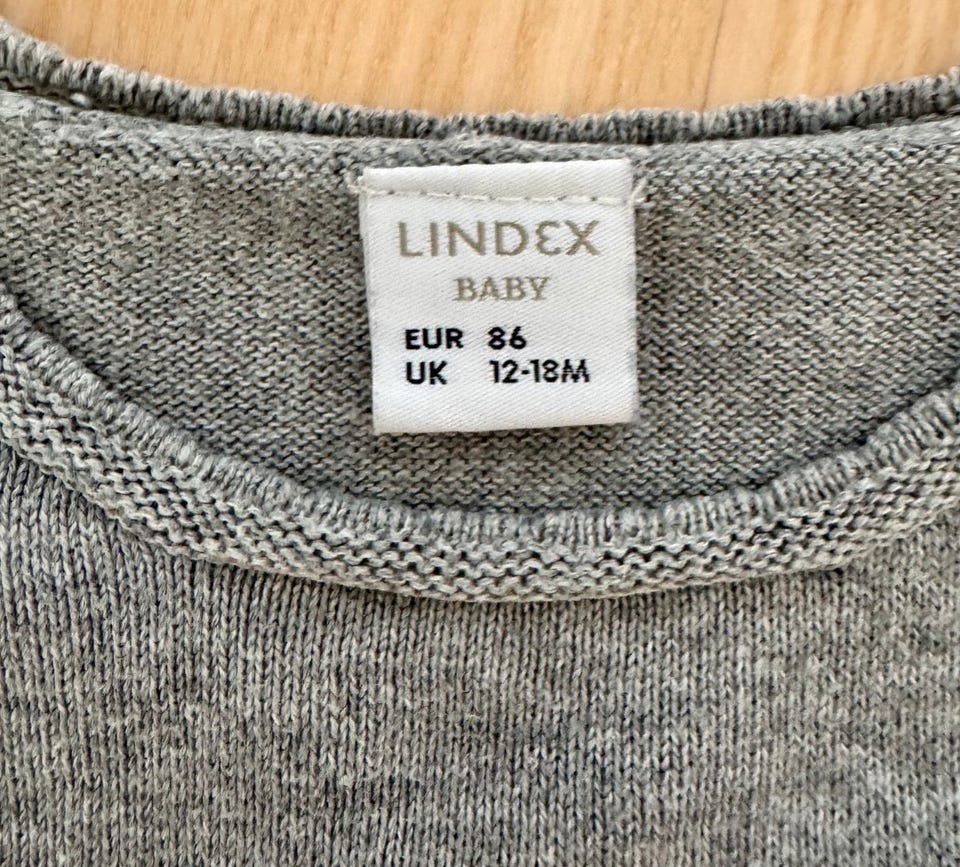 LINDEX
BABY
EUR 86
UK 12-18M